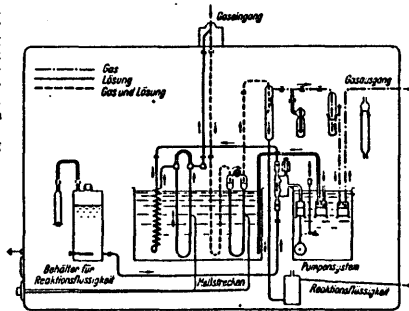 Gaseingang
Gas
Lösung
Gas und Lösung
Gasausgang
Behälter für
Reaktionsflüssigkeit
Meßstrecken
Pumpensystem
Reaktionsflüssigkeit